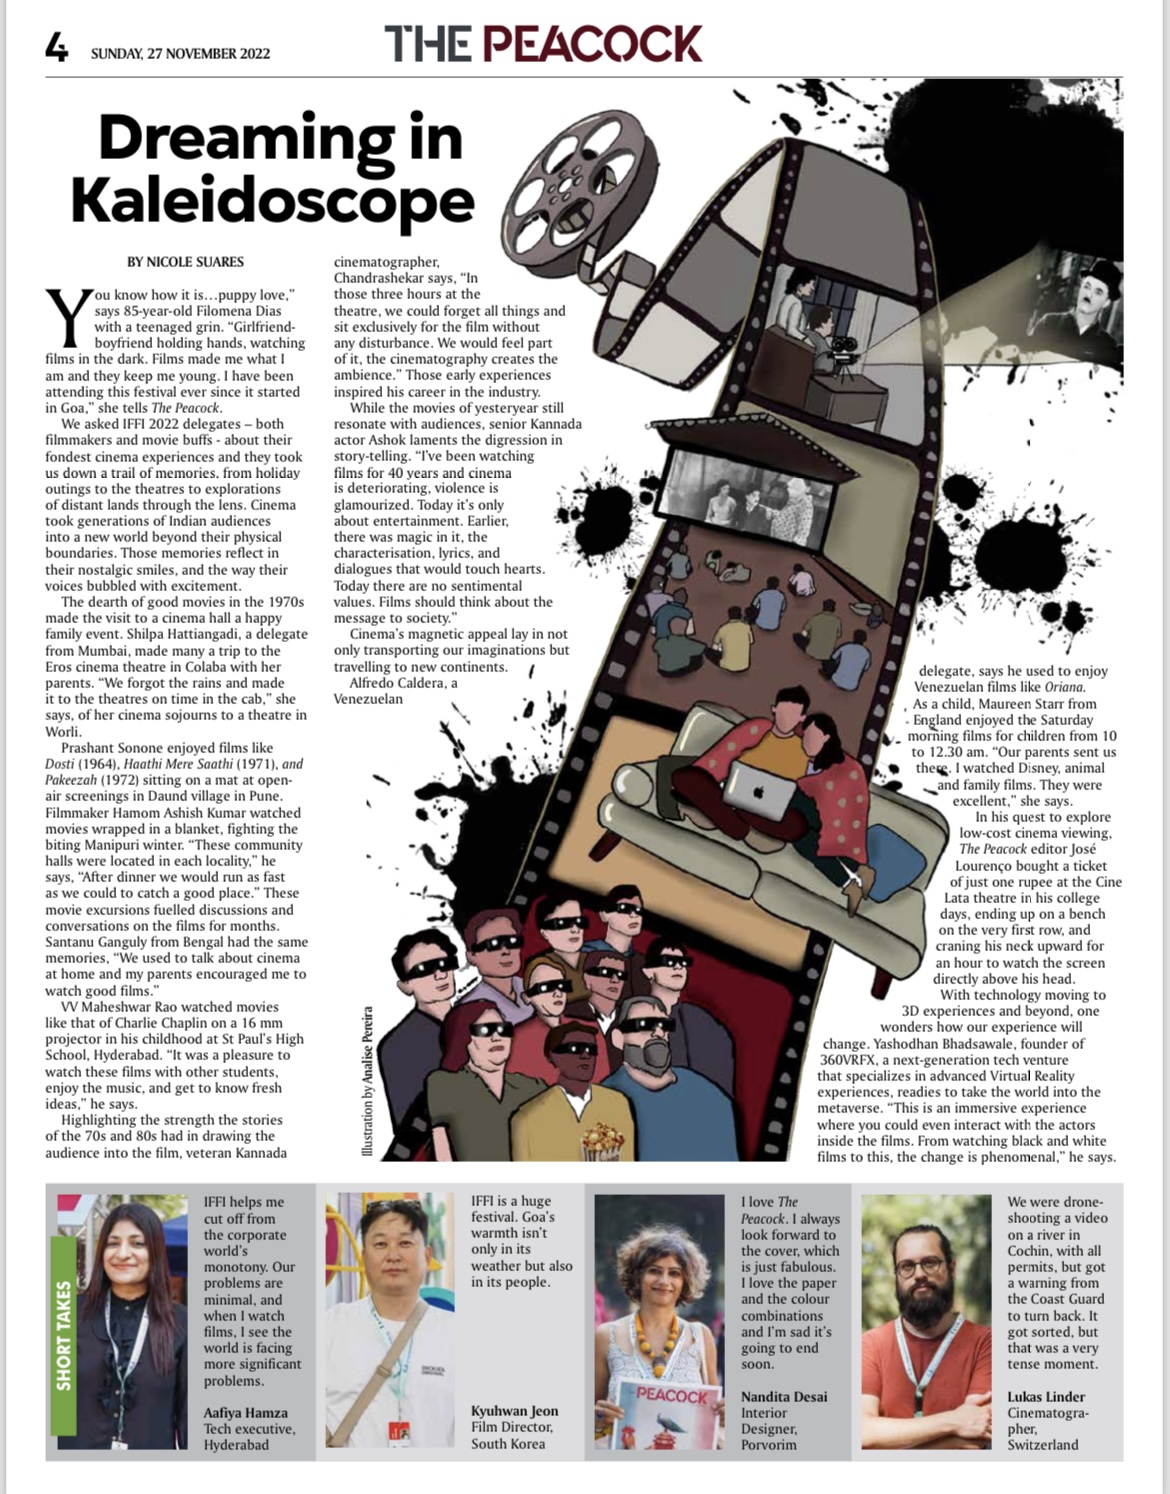 4
SUNDAY, 27 NOVEMBER 2022
THE PEACOCK
Dreaming in
Kaleidoscope
BY NICOLE SUARES
You know how it is...puppy love,"
says 85-year-old Filomena Dias
with a teenaged grin. "Girlfriend-
boyfriend holding hands, watching
films in the dark. Films made me what I
am and they keep me young. I have been
attending this festival ever since it started
in Goa," she tells The Peacock.
We asked IFFI 2022 delegates – both
filmmakers and movie buffs - about their
fondest cinema experiences and they took
us down a trail of memories, from holiday
outings to the theatres to explorations
of distant lands through the lens. Cinema
took generations of Indian audiences
into a new world beyond their physical
boundaries. Those memories reflect in
their nostalgic smiles, and the way their
voices bubbled with excitement.
The dearth of good movies in the 1970s
made the visit to a cinema hall a happy
family event. Shilpa Hattiangadi, a delegate
from Mumbai, made many a trip to the
Eros cinema theatre in Colaba with her
parents. "We forgot the rains and made
it to the theatres on time in the cab," she
says, of her cinema sojourns to a theatre in
Worli.
Prashant Sonone enjoyed films like
Dosti (1964), Haathi Mere Saathi (1971), and
Pakeezah (1972) sitting on a mat at open-
air screenings in Daund village in Pune.
Filmmaker Hamom Ashish Kumar watched
movies wrapped in a blanket, fighting the
biting Manipuri winter. "These community
halls were located in each locality," he
says, "After dinner we would run as fast
as we could to catch a good place." These
movie excursions fuelled discussions and
conversations on the films for months.
Santanu Ganguly from Bengal had the same
memories, "We used to talk about cinema
at home and my parents encouraged me to
watch good films."
VV Maheshwar Rao watched movies
like that of Charlie Chaplin on a 16 mm
projector in his childhood at St Paul's High
School, Hyderabad. "It was a pleasure to
watch these films with other students,
enjoy the music, and get to know fresh
ideas," he says.
Highlighting the strength the stories
of the 70s and 80s had in drawing the
audience into the film, veteran Kannada
cinematographer,
Chandrashekar says, "In
those three hours at the
theatre, we could forget all things and
sit exclusively for the film without
any disturbance. We would feel part
of it, the cinematography creates the
ambience." Those early experiences
inspired his career in the industry.
While the movies of yesteryear still
resonate with audiences, senior Kannada
actor Ashok laments the digression in
story-telling. "I've been watching
films for 40 years and cinema
is deteriorating, violence is
glamourized. Today it's only
about entertainment. Earlier,
there was magic in it, the
characterisation, lyrics, and
dialogues that would touch hearts.
Today there are no sentimental
values. Films should think about the
message to society."
Cinema's magnetic appeal lay in not
only transporting our imaginations but
travelling to new continents.
Alfredo Caldera, a
Venezuelan
delegate, says he used to enjoy
Venezuelan films like Oriana.
As a child, Maureen Starr from
England enjoyed the Saturday
morning films for children from 10
to 12.30 am. "Our parents sent us
there. I watched Disney, animal
and family films. They were
excellent," she says.
In his quest to explore
low-cost cinema viewing,
The Peacock editor José
Lourenço bought a ticket
of just one rupee at the Cine
Lata theatre in his college
days, ending up on a bench
on the very first row, and
craning his neck upward for
an hour to watch the screen
directly above his head.
With technology moving to
3D experiences and beyond, one
wonders how our experience will
change. Yashodhan Bhadsawale, founder of
360VRFX, a next-generation tech venture
that specializes in advanced Virtual Reality
experiences, readies to take the world into the
metaverse. "This is an immersive experience
where you could even interact with the actors
inside the films. From watching black and white
films to this, the change is phenomenal," he says.
Illustration by Analise Pereira
SHORT TAKES
IFFI helps me
cut off from
the corporate
world's
monotony. Our
problems are
minimal, and
when I watch
films, I see the
world is facing
more significant
problems.
Aafiya Hamza
Tech executive,
Hyderabad
IFFI is a huge
festival. Goa's
warmth isn't
only in its
weather but also
in its people.
Kyuhwan Jeon
Film Director,
South Korea
I love The
Peacock. I always
look forward to
the cover, which
is just fabulous.
I love the paper
and the colour
combinations
and I'm sad it's
going to end
soon.
Nandita Desai
Interior
Designer,
Porvorim
PEACOCK
We were drone-
shooting a video
on a river in
Cochin, with all
permits, but got
a warning from
the Coast Guard
to turn back. It
got sorted, but
that was a very
tense moment.
Lukas Linder
Cinematogra-
pher,
Switzerland